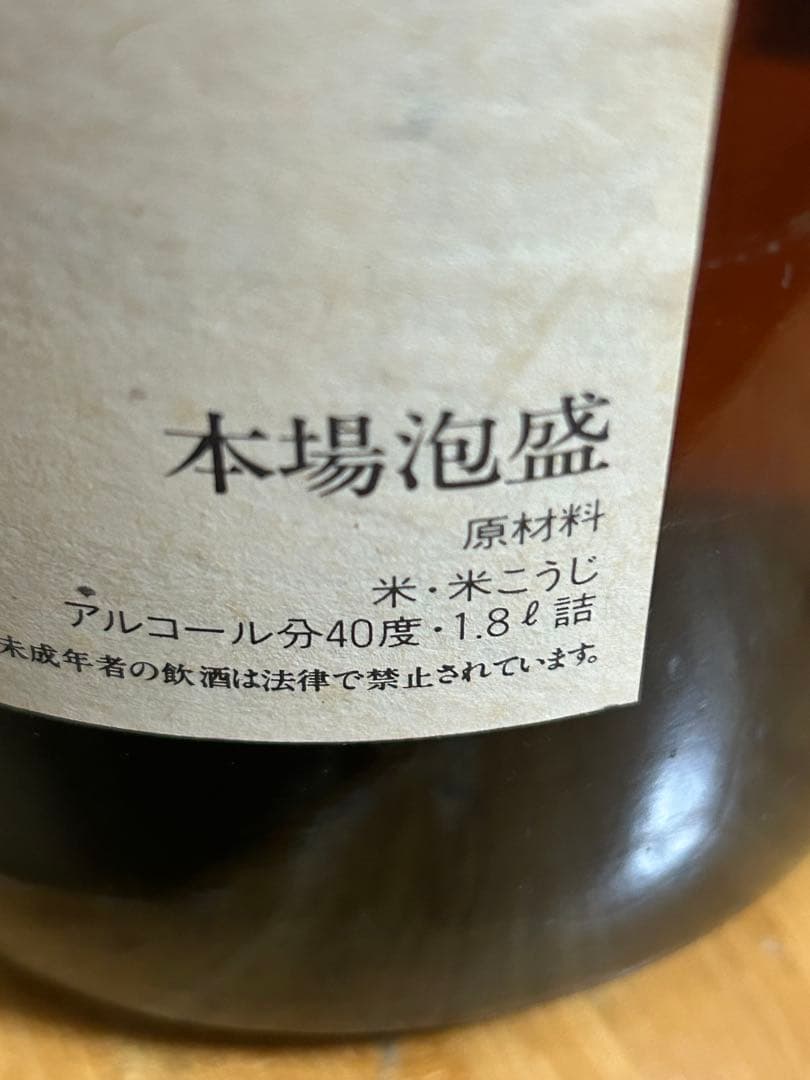 本場泡盛
原材料
米・米こうじ
アルコール分40度・1.8ℓ詰
未成年者の飲酒は法律で禁止されています。